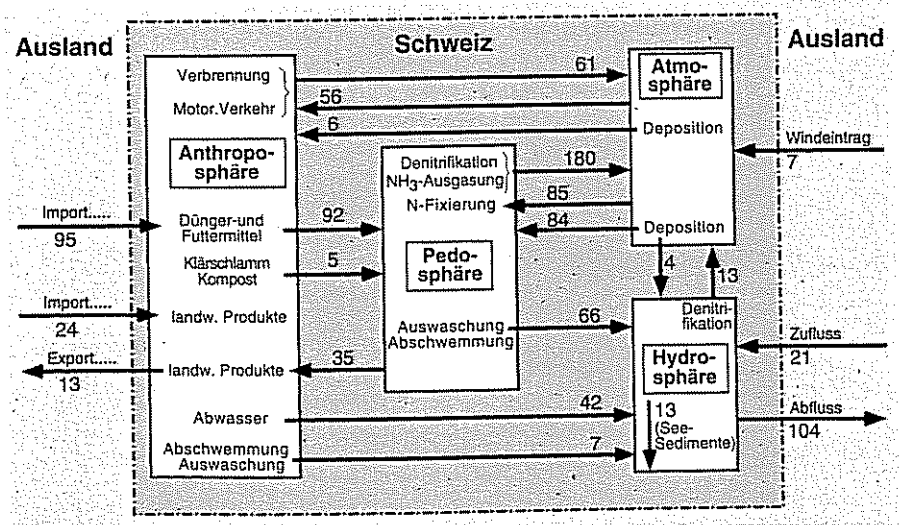 Ausland
Schweiz
Ausland
Verbrennung
Motor.Verkehr
61
56
6
Atmo-
sphäre
Deposition
Windeintrag
7
Anthropo-
sphäre
Denitrifikation
NH3-Ausgasung
180
N-Fixierung
85
84
Deposition
Import.....
95
Dünger-und
Futtermittel
92
Klärschlamm
Kompost
5
Pedo-
sphäre
4
13
Import.....
24
landw. Produkte
Auswaschung
Abschwemmung
66
Denitri-
fikation
Zufluss
21
Export.....
13
landw. Produkte
35
Hydro-
sphäre
Abwasser
42
13
(See-
Sedimente)
Abfluss
104
Abschwemmung
Auswaschung
7